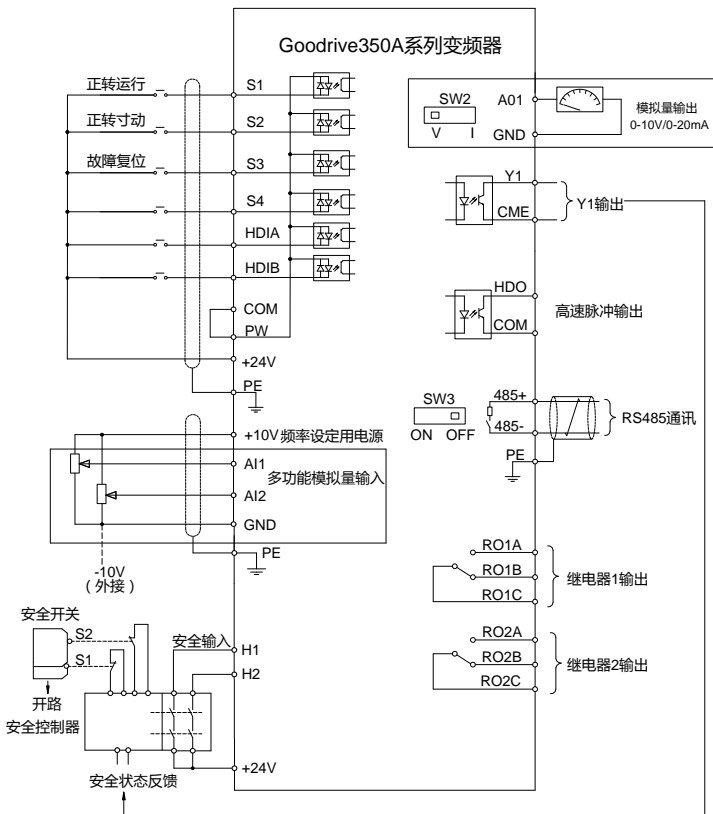 Goodrive350A系列变频器
正转运行
S1
正转寸动
S2
故障复位
S3
S4
HDIA
HDIB
COM
PW
+24V
PE
SW2
V I
A01
GND
模拟量输出
0-10V/0-20mA
Y1
CME
Y1输出
HDO
COM
高速脉冲输出
SW3
ON OFF
485+
485-
PE
RS485通讯
+10V 频率设定用电源
AI1
多功能模拟量输入
AI2
GND
PE
-10V
（外接）
RO1A
RO1B
RO1C
继电器1输出
RO2A
RO2B
RO2C
继电器2输出
安全开关
S2
S1
开路
安全控制器
安全输入
H1
H2
+24V
安全状态反馈